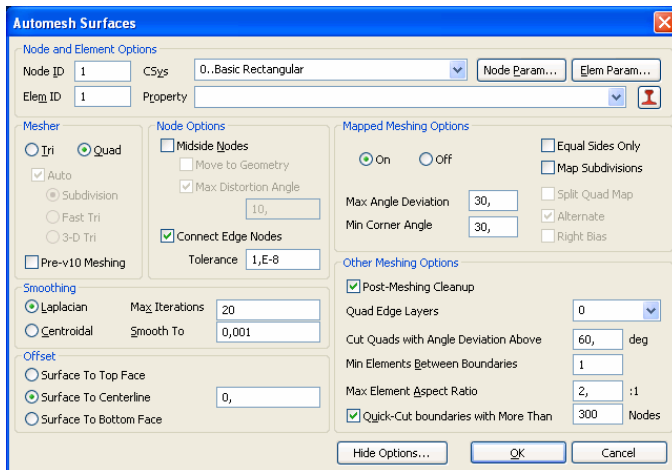 Automesh Surfaces
Node and Element Options
Node ID 1 CSys 0..Basic Rectangular Node Param... Elem Param...
Elem ID 1 Property
Mesher
Tri Quad
Auto
Subdivision
Fast Tri
3-D Tri
Pre-v10 Meshing
Node Options
Midside Nodes
Move to Geometry
Max Distortion Angle
10,
Connect Edge Nodes
Tolerance 1,E-8
Mapped Meshing Options
On Off
Equal Sides Only
Map Subdivisions
Max Angle Deviation 30,
Min Corner Angle 30,
Split Quad Map
Alternate
Right Bias
Smoothing
Laplacian Max Iterations 20
Centroidal Smooth To 0,001
Offset
Surface To Top Face
Surface To Centerline 0,
Surface To Bottom Face
Other Meshing Options
Post-Meshing Cleanup
Quad Edge Layers 0
Cut Quads with Angle Deviation Above 60, deg
Min Elements Between Boundaries 1
Max Element Aspect Ratio 2, :1
Quick-Cut boundaries with More Than 300 Nodes
Hide Options... OK Cancel